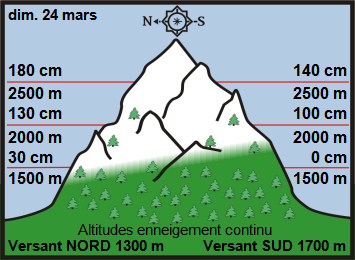 dim. 24 mars
N S
180 cm 140 cm
2500 m 2500 m
130 cm 100 cm
2000 m 2000 m
30 cm 0 cm
1500 m 1500 m
Altitudes enneigement continu
Versant NORD 1300 m Versant SUD 1700 m